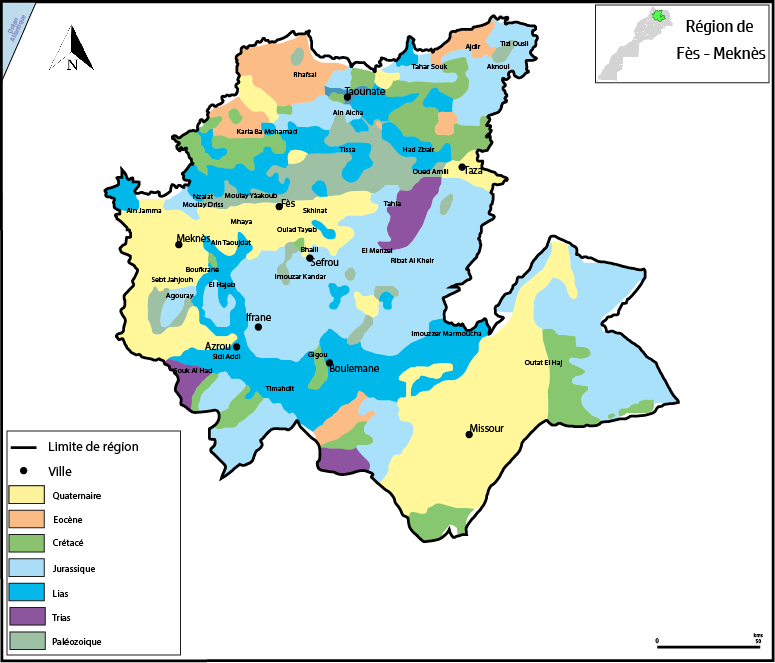 Océan
Atlantique
N
Région de
Fès - Meknès
Tizi Ousli
Ajdir
Tahar Souk
Aknoul
Rhafsai
Taounate
Ain Aicha
Karia Ba Mohamad
Tissa
Had Zbair
Oued Amlil
Taza
Nzalat
Moulay Yâakoub
Moulay Driss
Fès
Tahla
Ain Jamma
Skhinat
Mhaya
Oulad Tayeb
Meknès
Ain Taoujdat
Bhalil
El Menzel
Sefrou
Ribat Al Kheir
Boufkrane
Imouzar Kandar
Sebt Jahjouh
El Hajeb
Agouray
Ifrane
Imouzzer Marmoucha
Azrou
Sidi Addi
Gigou
Boulemane
Outat El Haj
Souk Al Had
Timahdit
Missour
Limite de région
Ville
Quaternaire
Eocène
Crétacé
Jurassique
Lias
Trias
Paléozoique
kms
0 50